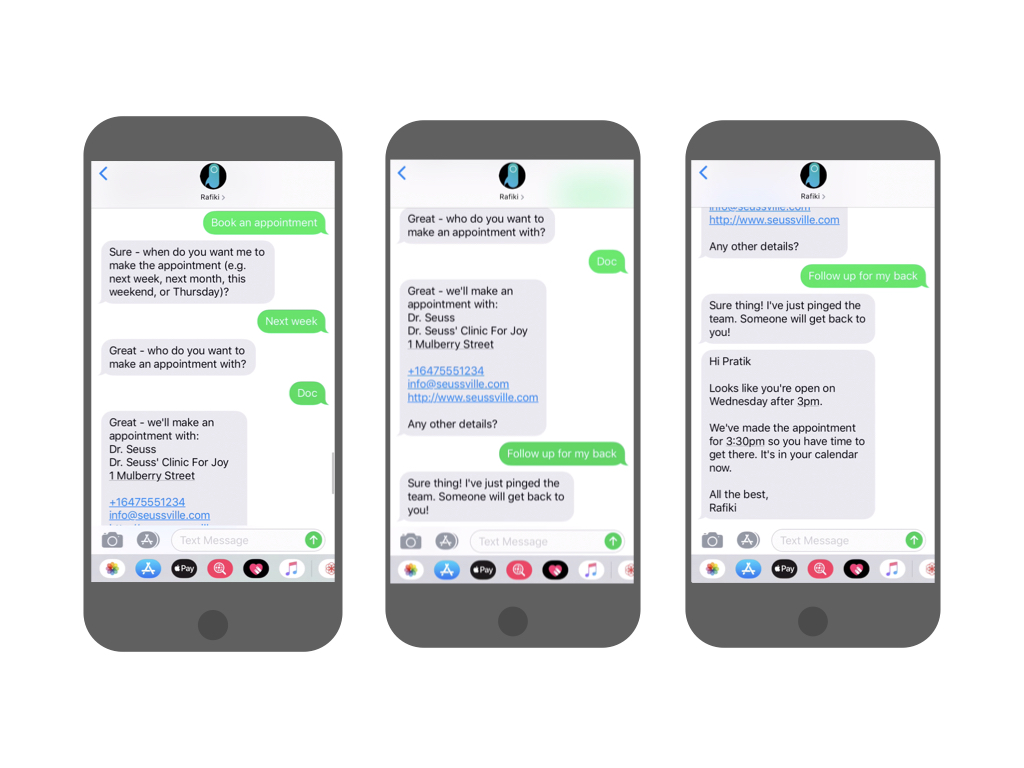 Rafiki >
Book an appointment
Sure - when do you want me to
make the appointment (e.g.
next week, next month, this
weekend, or Thursday)?
Next week
Great - who do you want to
make an appointment with?
Doc
Great - we'll make an
appointment with:
Dr. Seuss
Dr. Seuss' Clinic For Joy
1 Mulberry Street
+16475551234
info@seussville.com
Text Message
Pay
Rafiki >
Great - who do you want to
make an appointment with?
Doc
Great - we'll make an
appointment with:
Dr. Seuss
Dr. Seuss' Clinic For Joy
1 Mulberry Street
+16475551234
info@seussville.com
http://www.seussville.com
Any other details?
Follow up for my back
Sure thing! I've just pinged the
team. Someone will get back to
you!
Text Message
Pay
Rafiki >
info@seussville.com
http://www.seussville.com
Any other details?
Follow up for my back
Sure thing! I've just pinged the
team. Someone will get back to
you!
Hi Pratik
Looks like you're open on
Wednesday after 3pm.
We've made the appointment
for 3:30pm so you have time to
get there. It's in your calendar
now.
All the best,
Rafiki
Text Message
Pay